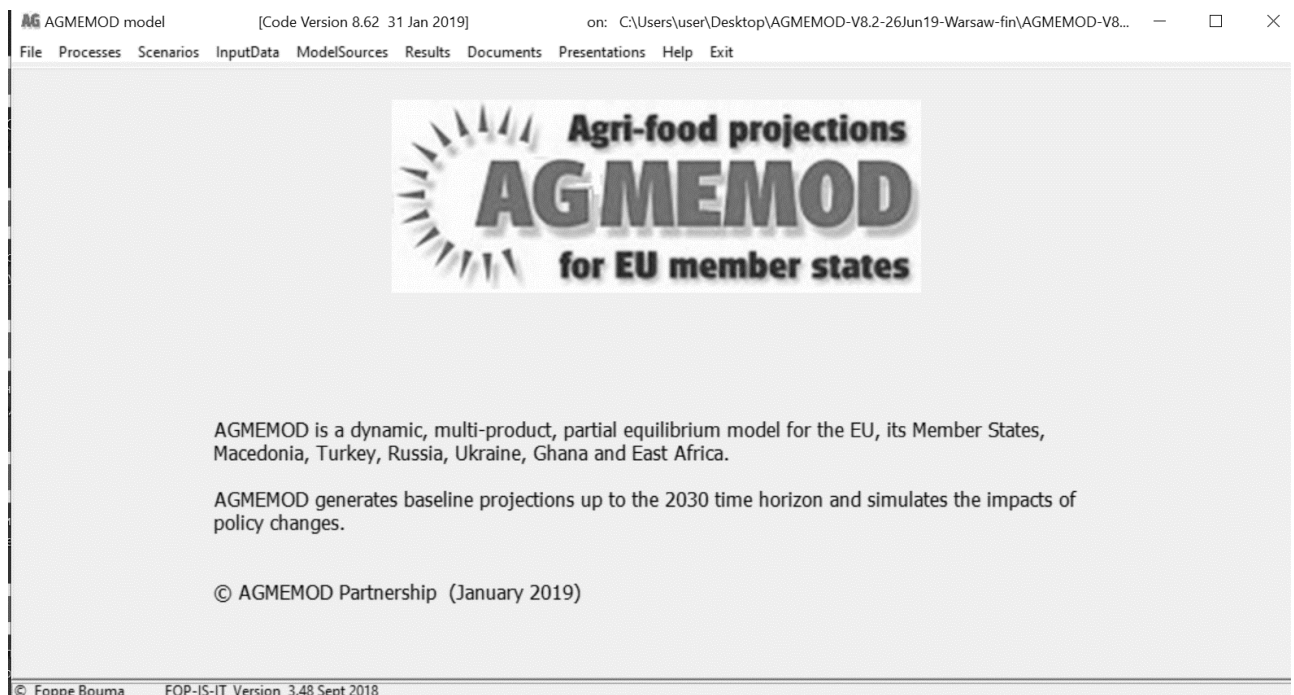 AG AGMEMOD model [Code Version 8.62 31 Jan 2019] on: C:\Users\user\Desktop\AGMEMOD-V8.2-26Jun19-Warsaw-fin\AGMEMOD-V8...
File Processes Scenarios InputData ModelSources Results Documents Presentations Help Exit
Agri-food projections
AGMEMOD
for EU member states
AGMEMOD is a dynamic, multi-product, partial equilibrium model for the EU, its Member States,
Macedonia, Turkey, Russia, Ukraine, Ghana and East Africa.
AGMEMOD generates baseline projections up to the 2030 time horizon and simulates the impacts of
policy changes.
© AGMEMOD Partnership (January 2019)
© Foppe Bouma FOP-IS-IT Version 3.48 Sept 2018